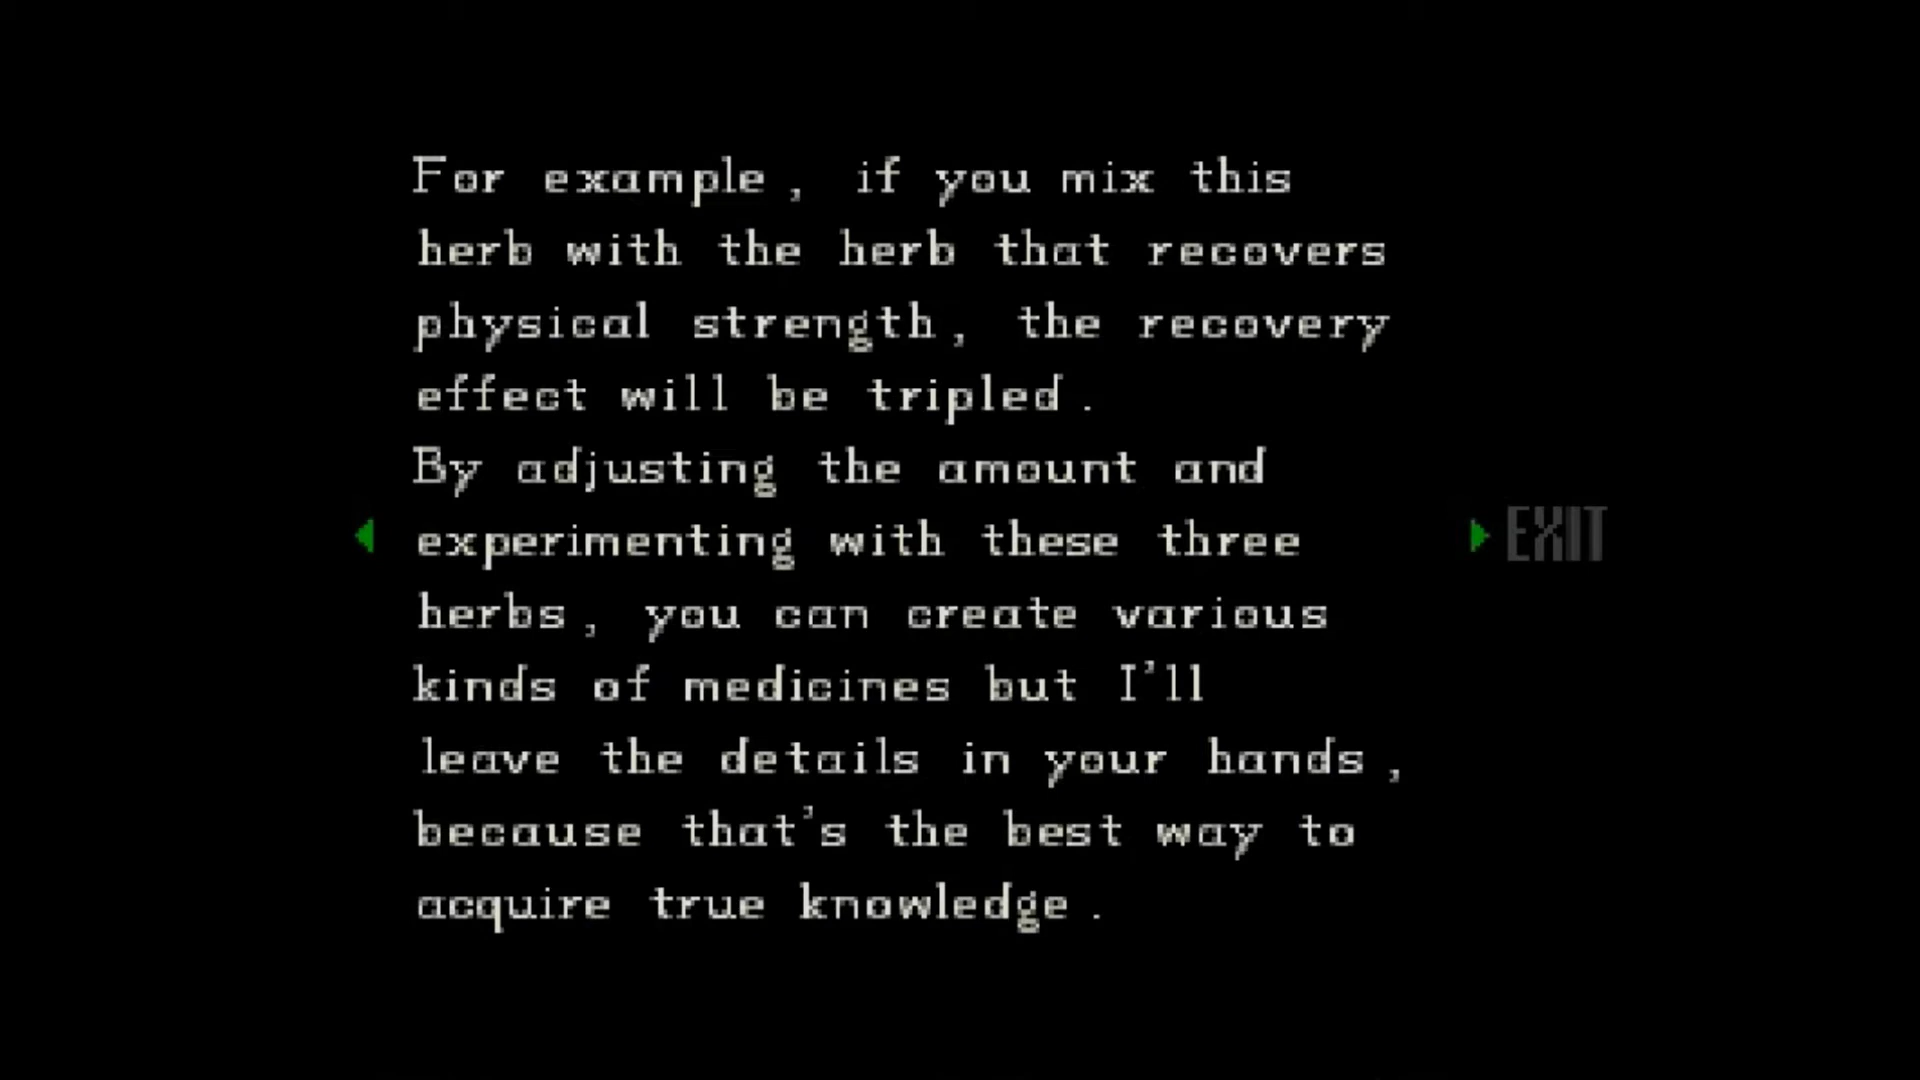 For example, if you mix this
herb with the herb that recovers
physical strength, the recovery
effect will be tripled.
By adjusting the amount and
experimenting with these three
herbs, you can create various
kinds of medicines but I'll
leave the details in your hands,
because that's the best way to
acquire true knowledge.
EXIT